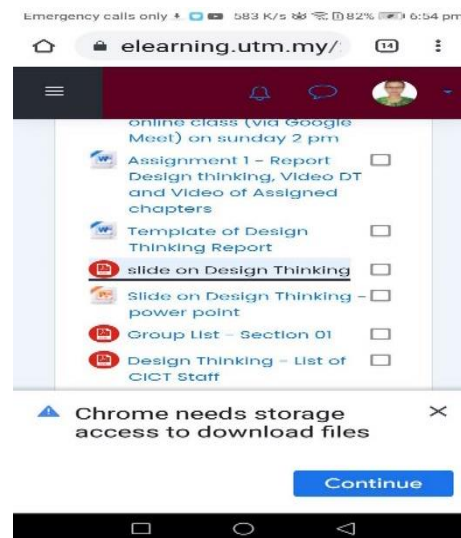 Emergency calls only 583 K/s 82% 6:54 pm
elearning.utm.my/ 14
online class (via Google
Meet) on sunday 2 pm
Assignment 1 - Report
Design thinking, Video DT
and Video of Assigned
chapters
Template of Design
Thinking Report
slide on Design Thinking
Slide on Design Thinking -
power point
Group List - Section 01
Design Thinking - List of
CICT Staff
Chrome needs storage
access to download files
Continue